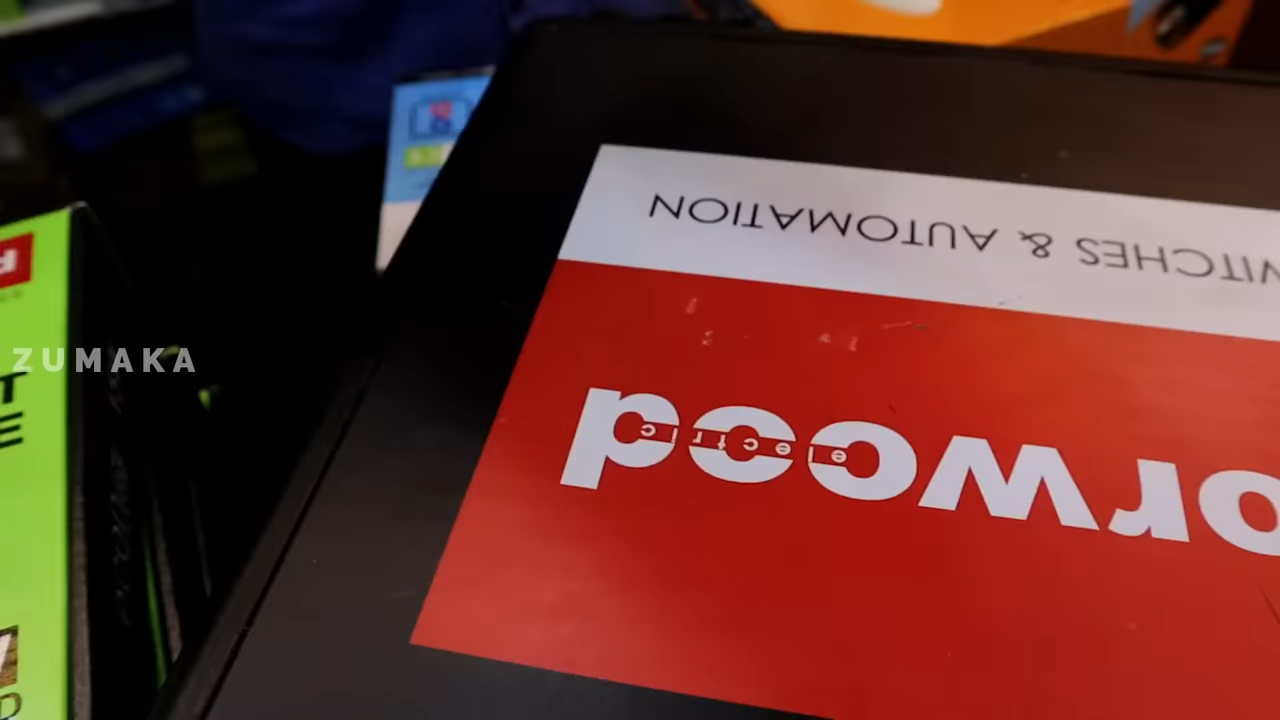 ZUMAKA
orwood
electric
WITCHES & AUTOMATION
T
E